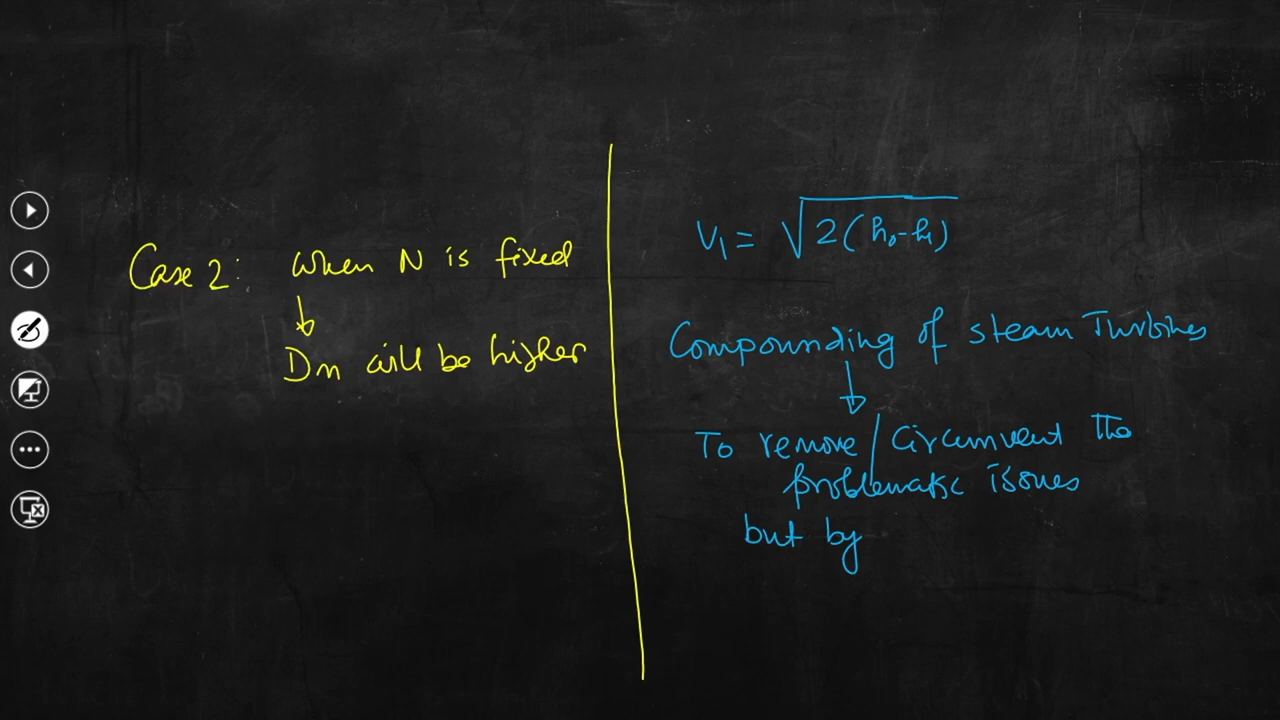 Case 2: when N is fixed
↓
Dm will be higher
V₁ = √2(h₀-h₁)
Compounding of steam Turbines
↓
To remove/circumvent the
problematic issues
but by